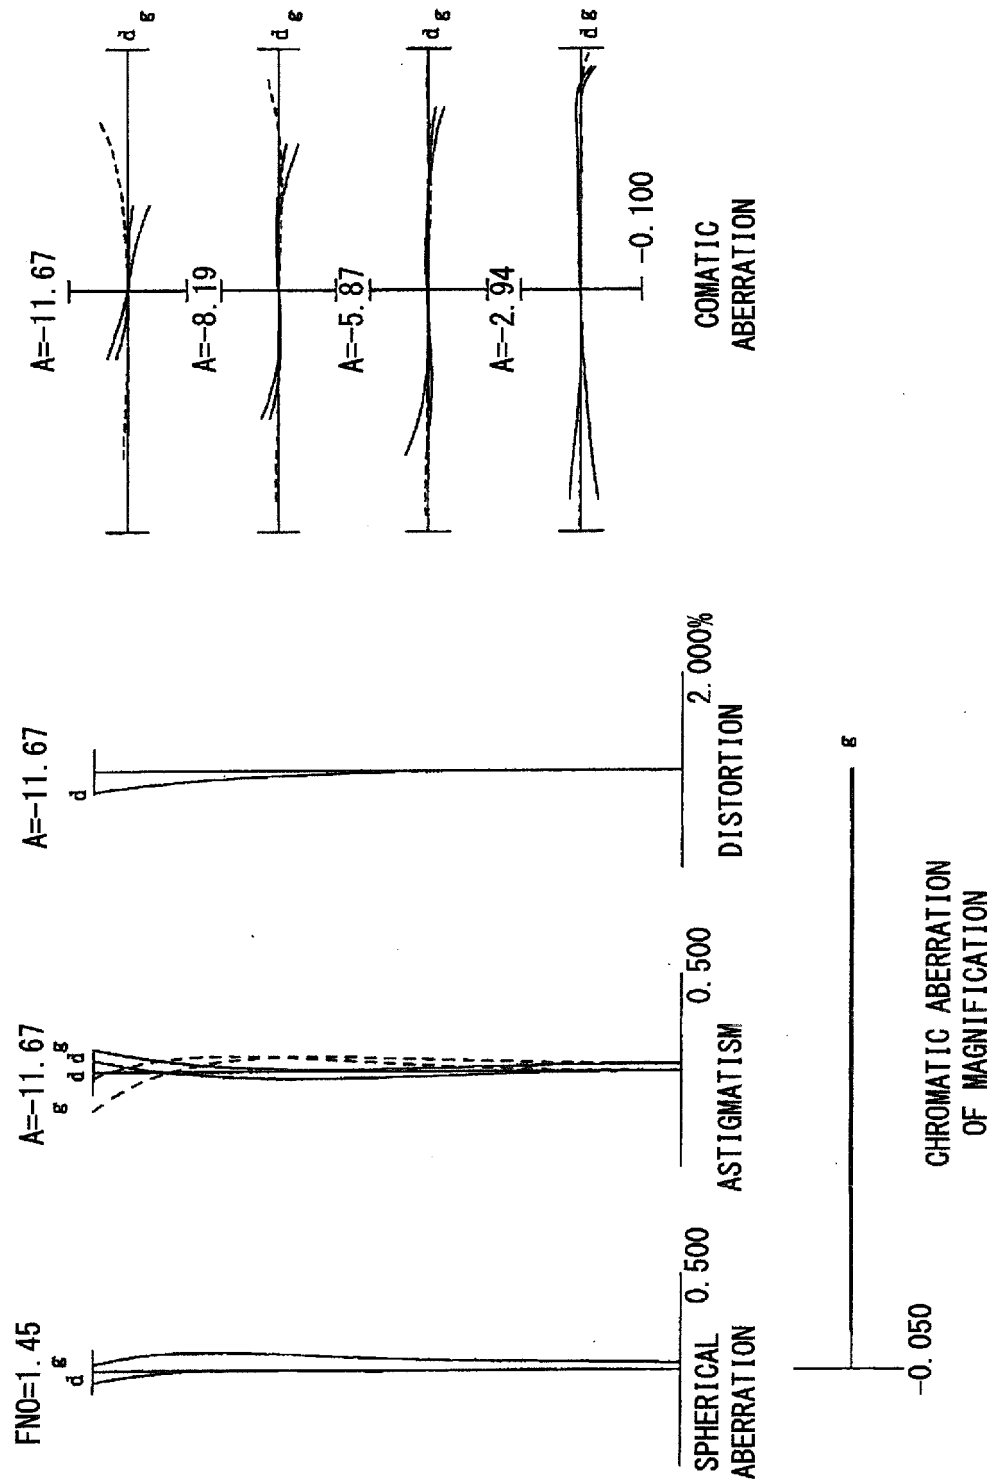 FNO=1.45
d
g
SPHERICAL
ABERRATION
0.500
A=-11.67
g
d
d
g
ASTIGMATISM
0.500
A=-11.67
d
DISTORTION
2.000%
A=-11.67
d
g
A=-8.19
d
g
A=-5.87
d
g
A=-2.94
d
g
-0.100
COMATIC
ABERRATION
g
-0.050
CHROMATIC ABERRATION
OF MAGNIFICATION